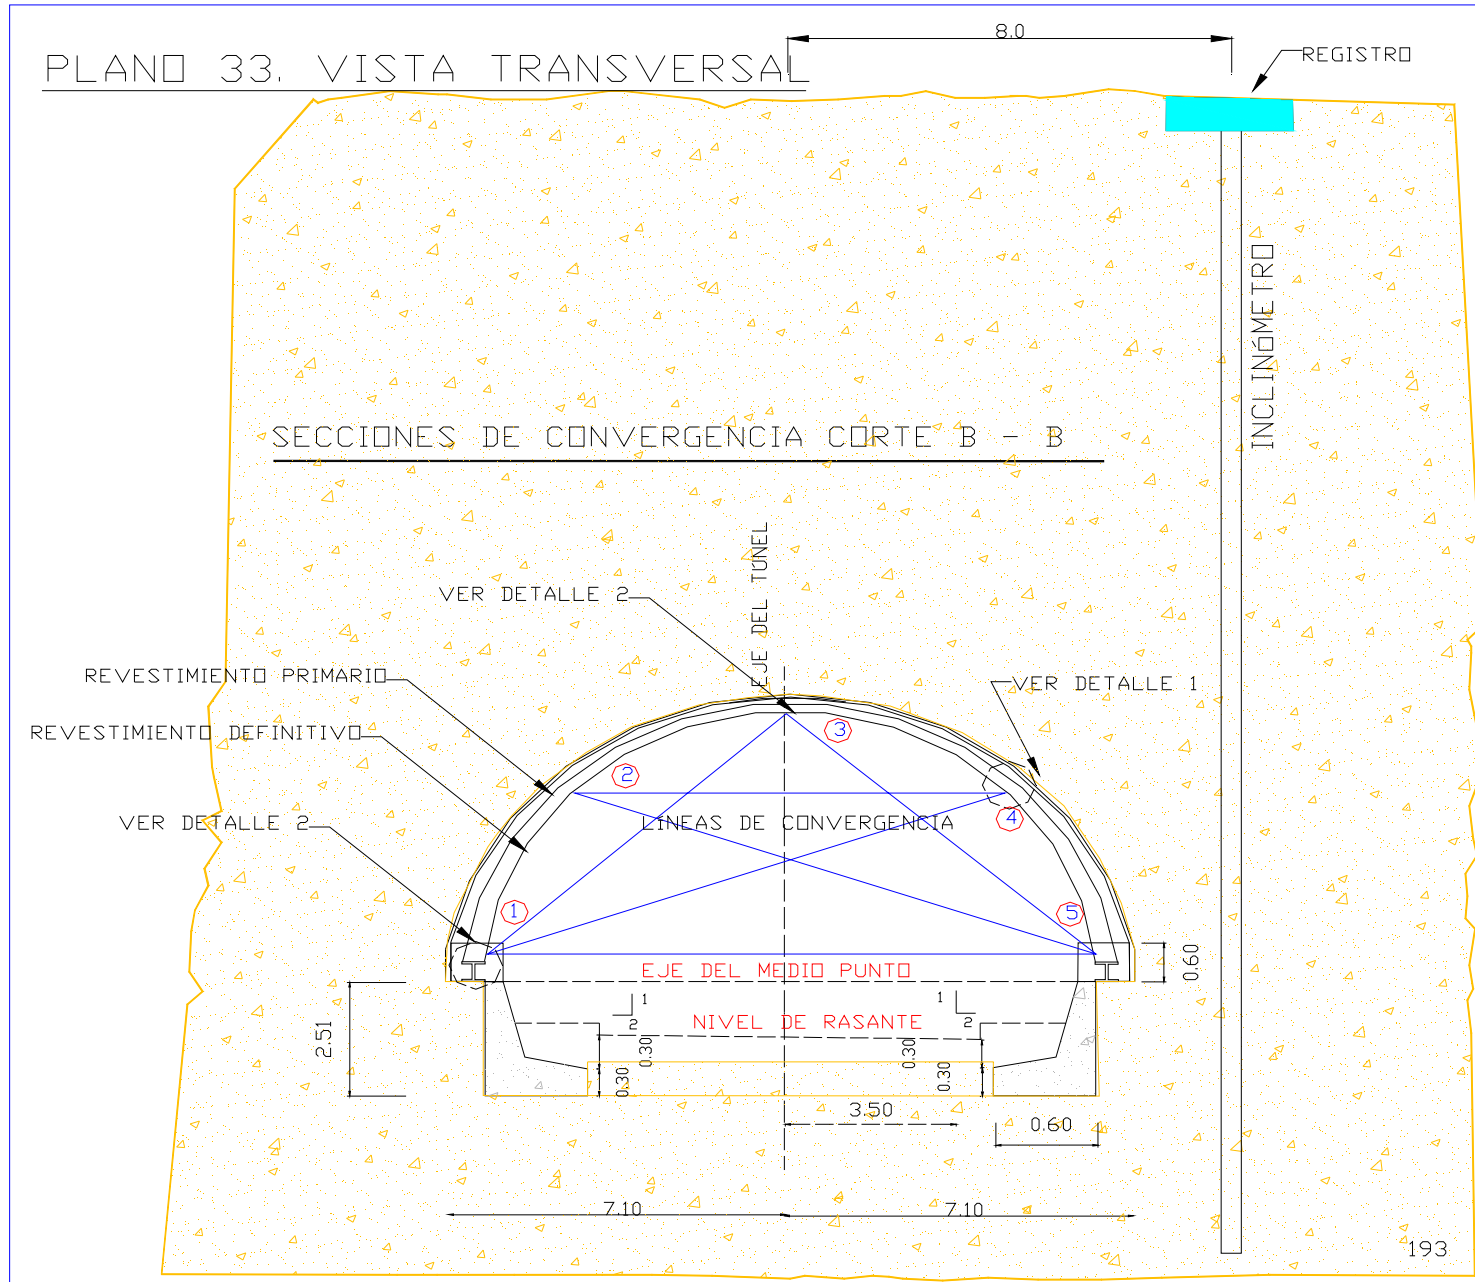 8.0
REGISTRO
PLANO 33. VISTA TRANSVERSAL
INCLINÓMETRO
SECCIONES DE CONVERGENCIA CORTE B - B
EJE DEL TÚNEL
VER DETALLE 2
REVESTIMIENTO PRIMARIO
VER DETALLE 1
REVESTIMIENTO DEFINITIVO
3
2
VER DETALLE 2
LÍNEAS DE CONVERGENCIA
4
1
5
EJE DEL MEDIO PUNTO
0.60
1
2
1
2
NIVEL DE RASANTE
2.51
0.30
0.30
0.30
0.30
3.50
0.60
7.10
7.10
193